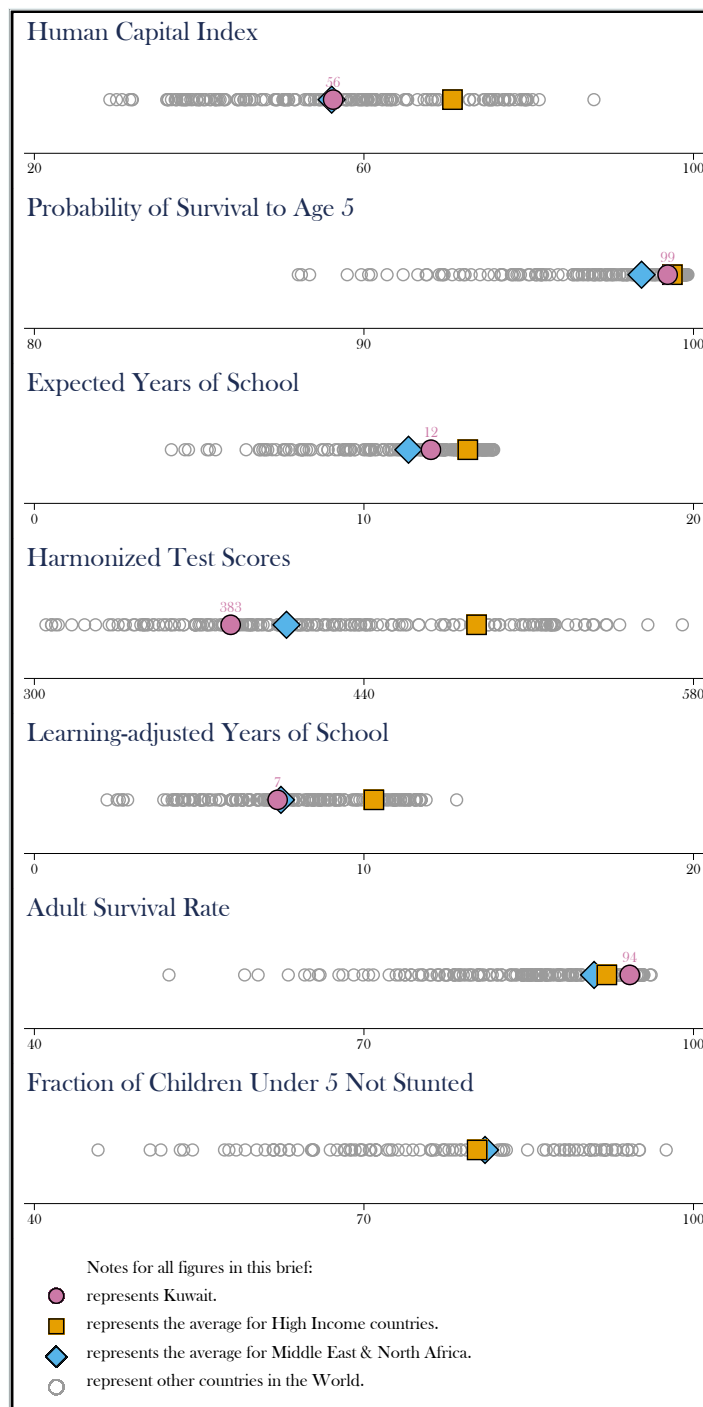 Human Capital Index
56
20 60 100
Probability of Survival to Age 5
99
80 90 100
Expected Years of School
12
0 10 20
Harmonized Test Scores
383
300 440 580
Learning-adjusted Years of School
7
0 10 20
Adult Survival Rate
94
40 70 100
Fraction of Children Under 5 Not Stunted
40 70 100
Notes for all figures in this brief:
represents Kuwait.
represents the average for High Income countries.
represents the average for Middle East & North Africa.
represent other countries in the World.